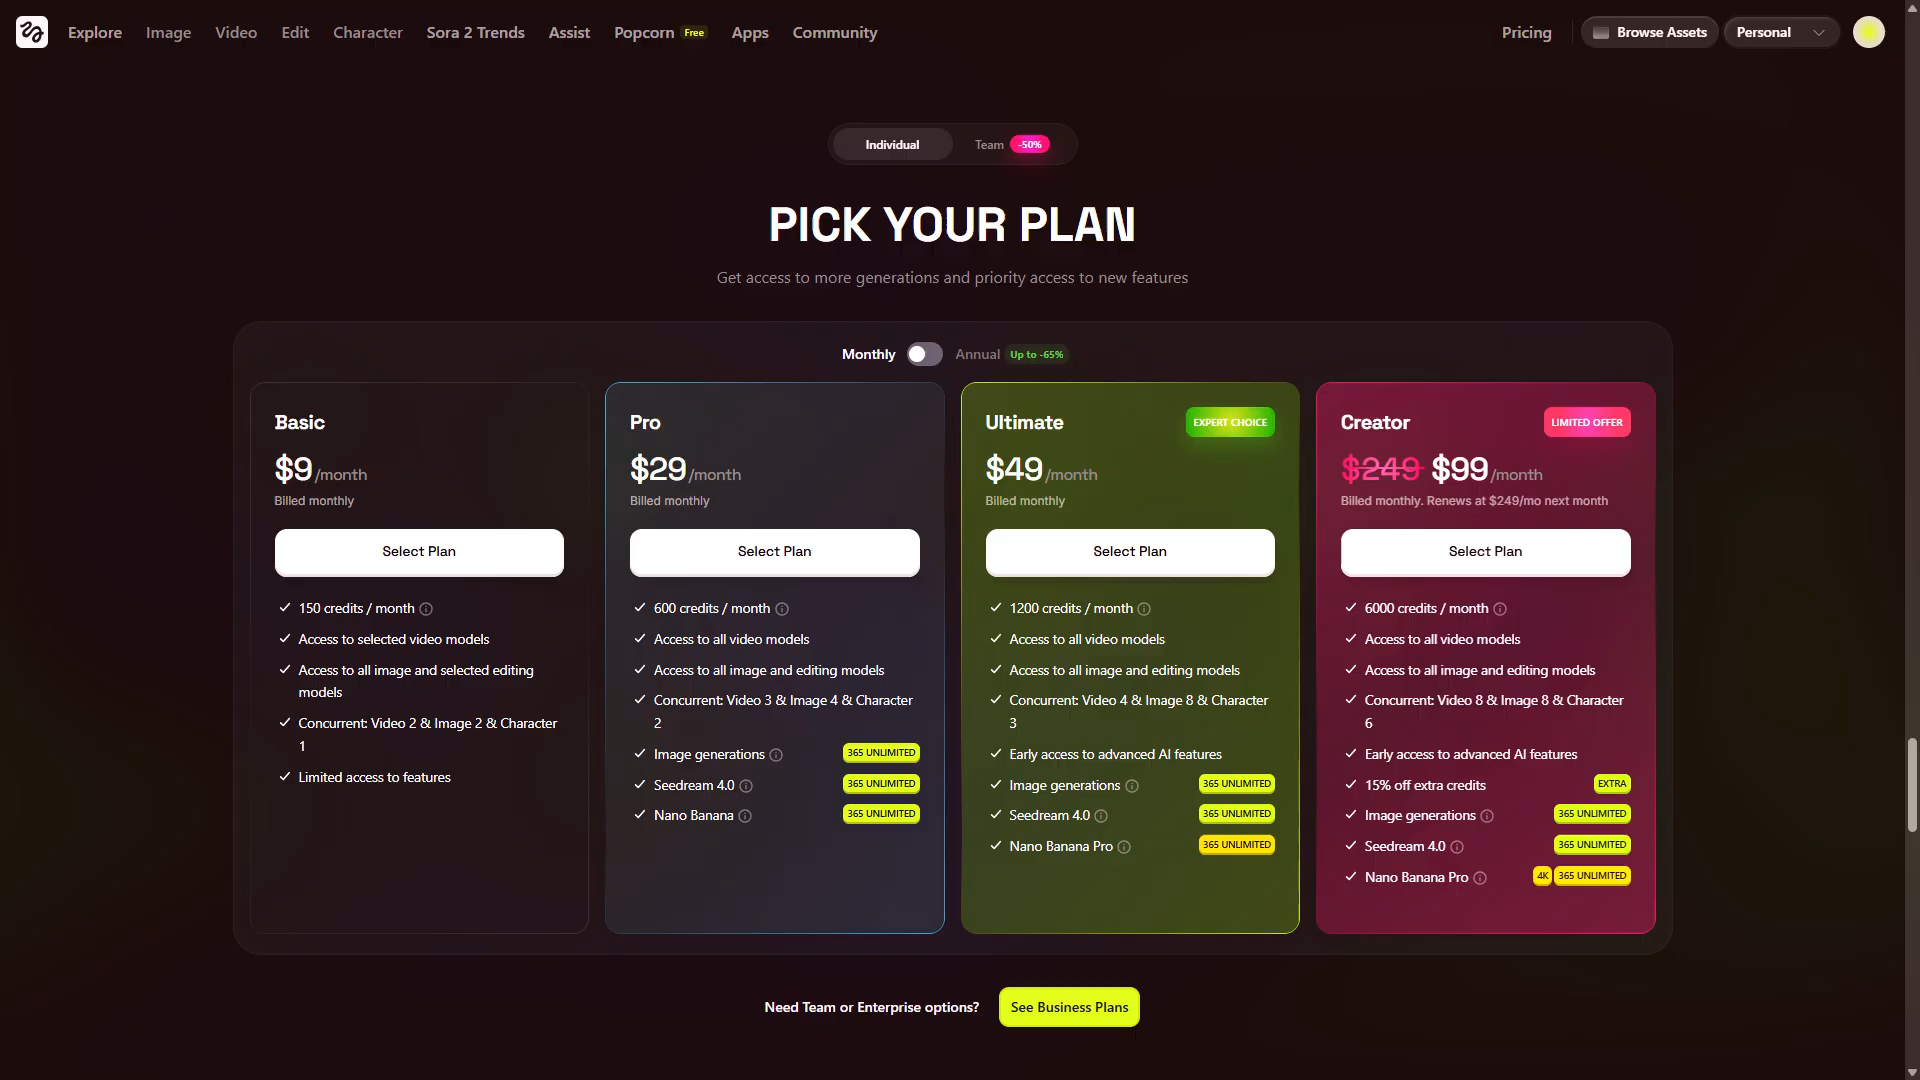 Explore Image Video Edit Character Sora 2 Trends Assist Popcorn Free Apps Community Pricing Browse Assets Personal
Individual Team -50%
PICK YOUR PLAN
Get access to more generations and priority access to new features
Monthly Annual Up to -65%
Basic
$9/month
Billed monthly
Select Plan
150 credits / month
Access to selected video models
Access to all image and selected editing
models
Concurrent: Video 2 & Image 2 & Character
1
Limited access to features
Pro
$29/month
Billed monthly
Select Plan
600 credits / month
Access to all video models
Access to all image and editing models
Concurrent: Video 3 & Image 4 & Character
2
Image generations 365 UNLIMITED
Seedream 4.0 365 UNLIMITED
Nano Banana 365 UNLIMITED
Ultimate EXPERT CHOICE
$49/month
Billed monthly
Select Plan
1200 credits / month
Access to all video models
Access to all image and editing models
Concurrent: Video 4 & Image 8 & Character
3
Early access to advanced AI features
Image generations 365 UNLIMITED
Seedream 4.0 365 UNLIMITED
Nano Banana Pro 365 UNLIMITED
Creator LIMITED OFFER
$249 $99/month
Billed monthly. Renews at $249/mo next month
Select Plan
6000 credits / month
Access to all video models
Access to all image and editing models
Concurrent: Video 8 & Image 8 & Character
6
Early access to advanced AI features
15% off extra credits EXTRA
Image generations 365 UNLIMITED
Seedream 4.0 365 UNLIMITED
Nano Banana Pro 4K 365 UNLIMITED
Need Team or Enterprise options? See Business Plans